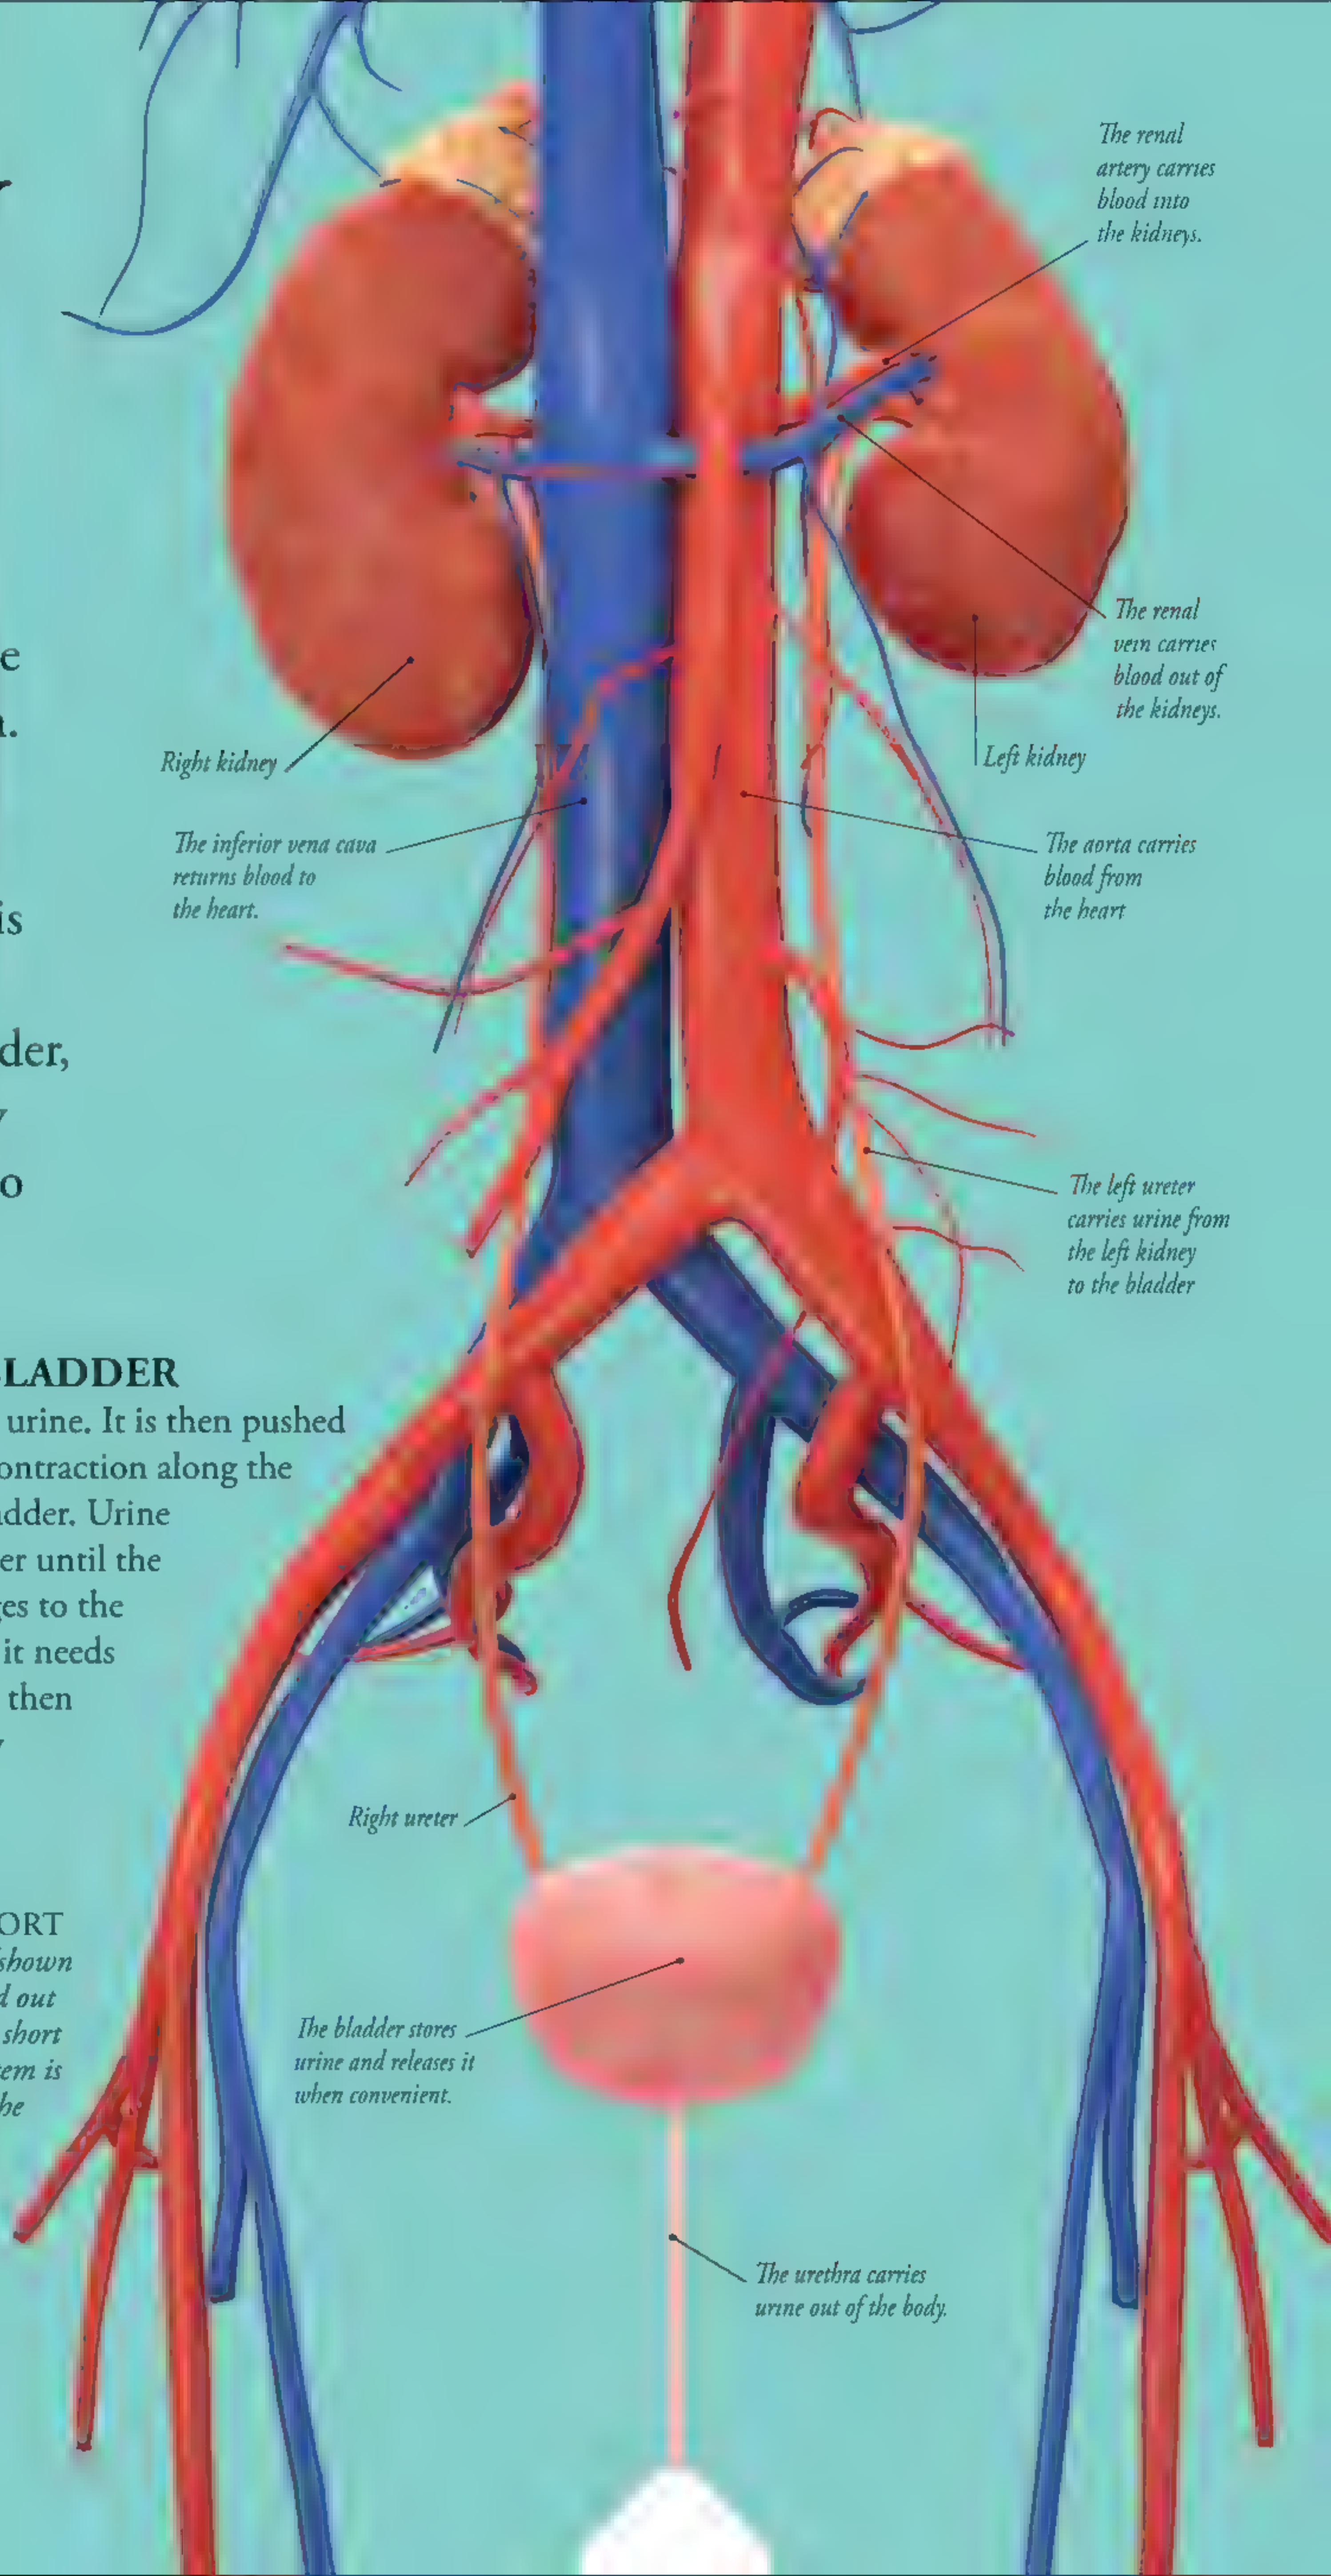 e
.
is
der,
y
o
LADDER
urine. It is then pushed
ontraction along the
dder. Urine
er until the
ges to the
it needs
then
y
ORT
shown
d out
short
tem is
he
The renal
artery carries
blood into
the kidneys.
The renal
vein carries
blood out of
the kidneys.
Right kidney
Left kidney
The inferior vena cava
returns blood to
the heart.
The aorta carries
blood from
the heart
The left ureter
carries urine from
the left kidney
to the bladder
Right ureter
The bladder stores
urine and releases it
when convenient.
The urethra carries
urine out of the body.